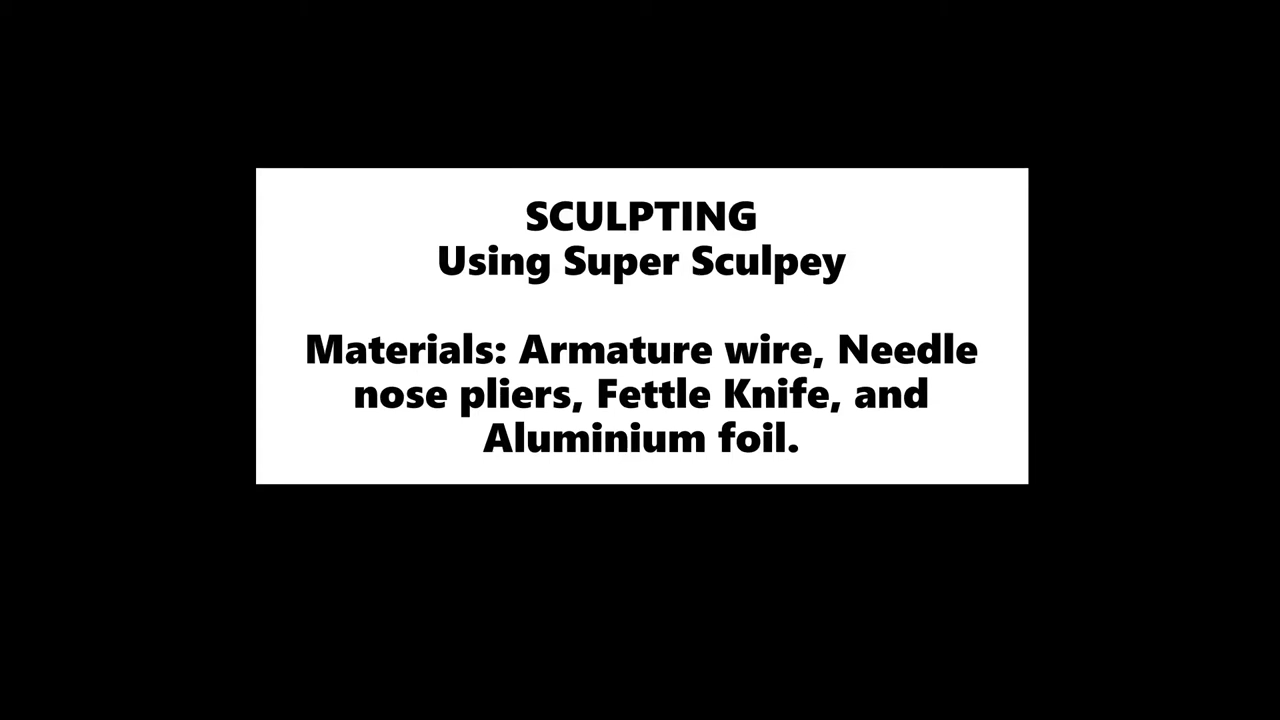 SCULPTING
Using Super Sculpey
Materials: Armature wire, Needle
nose pliers, Fettle Knife, and
Aluminium foil.